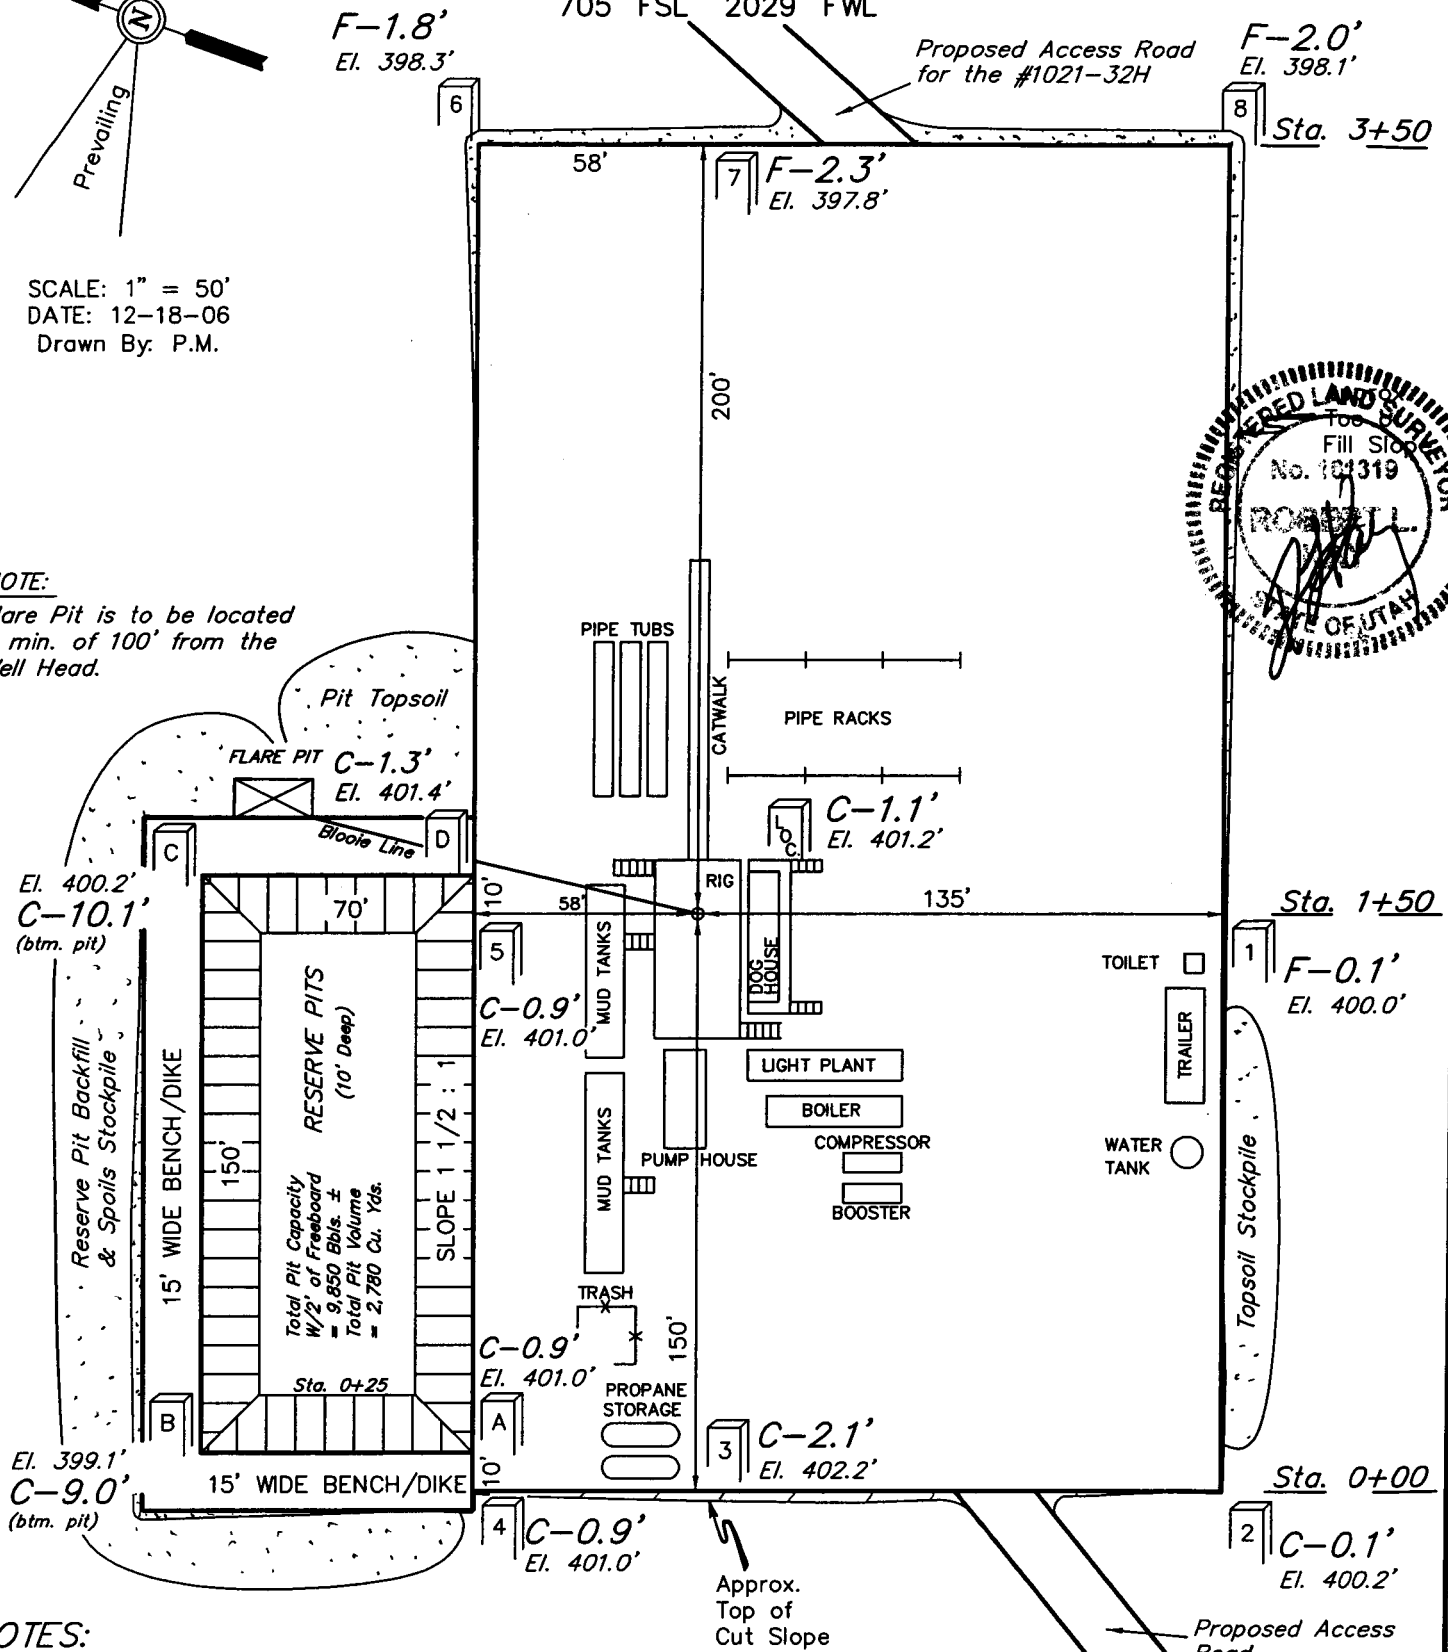 705' FSL 2029' FWL
N
Prevailing
F-1.8'
El. 398.3'
Proposed Access Road
for the #1021-32H
F-2.0'
El. 398.1'
6
8
Sta. 3+50
58'
7
F-2.3'
El. 397.8'
SCALE: 1" = 50'
DATE: 12-18-06
Drawn By: P.M.
200'
REGISTERED LAND SURVEYOR
Toe of
Fill Slope
No. 161319
ROBERT L.
STATE OF UTAH
OTE:
lare Pit is to be located
min. of 100' from the
ell Head.
PIPE TUBS
CATWALK
PIPE RACKS
Pit Topsoil
FLARE PIT
C-1.3'
El. 401.4'
Blooie Line
C
D
LOC.
C-1.1'
El. 401.2'
El. 400.2'
C-10.1'
(btm. pit)
70'
10'
58'
RIG
135'
Sta. 1+50
5
C-0.9'
El. 401.0'
MUD TANKS
DOG
HOUSE
TOILET
1
F-0.1'
El. 400.0'
TRAILER
Reserve Pit Backfill
& Spoils Stockpile
15' WIDE BENCH/DIKE
150'
RESERVE PITS
(10' Deep)
Total Pit Capacity
W/2' of Freeboard
= 9,850 Bbls. ±
Total Pit Volume
= 2,780 Cu. Yds.
SLOPE 1 1/2 : 1
MUD TANKS
LIGHT PLANT
BOILER
COMPRESSOR
PUMP HOUSE
BOOSTER
WATER
TANK
Topsoil Stockpile
TRASH
C-0.9'
El. 401.0'
150'
Sta. 0+25
PROPANE
STORAGE
B
A
3
C-2.1'
El. 402.2'
El. 399.1'
C-9.0'
(btm. pit)
15' WIDE BENCH/DIKE
10'
Sta. 0+00
4
C-0.9'
El. 401.0'
2
C-0.1'
El. 400.2'
Approx.
Top of
Cut Slope
Proposed Access
Road
OTES: